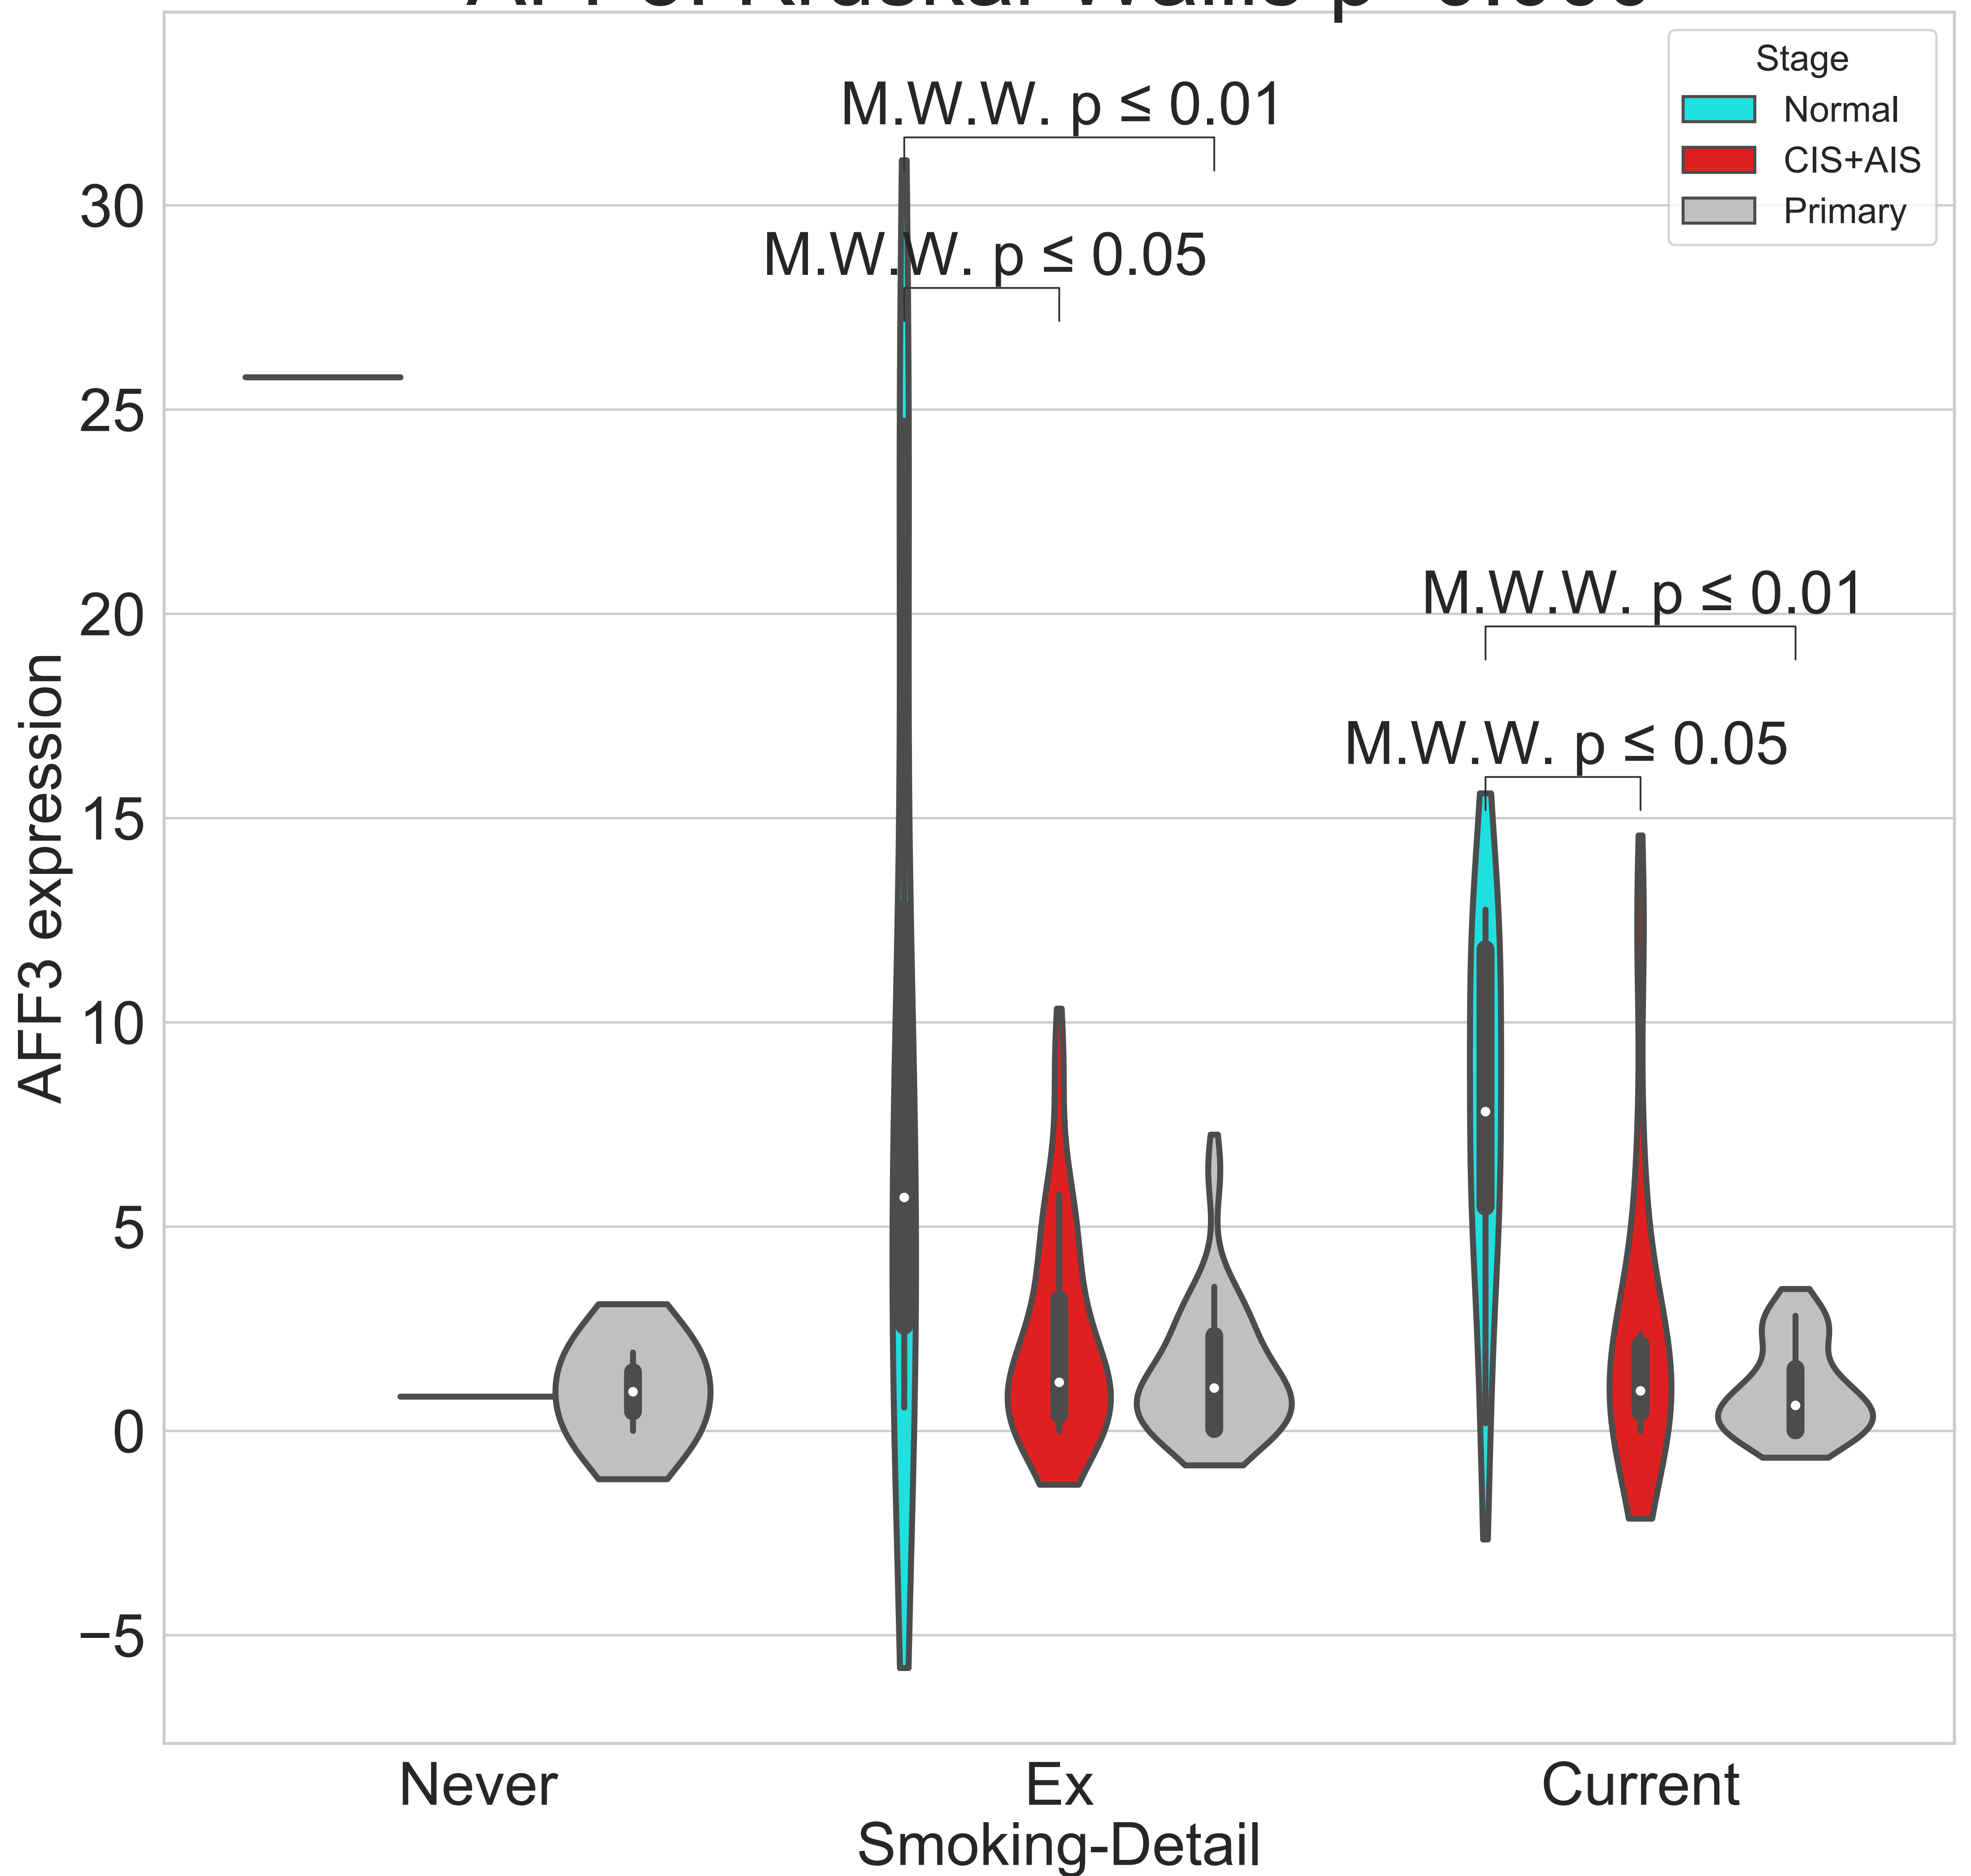 Stage
Normal
CIS+AIS
Primary
M.W.W. p ≤ 0.01
M.W.W. p ≤ 0.05
M.W.W. p ≤ 0.01
M.W.W. p ≤ 0.05
30
25
20
15
10
5
0
−5
AFF3 expression
Never
Ex
Current
Smoking-Detail